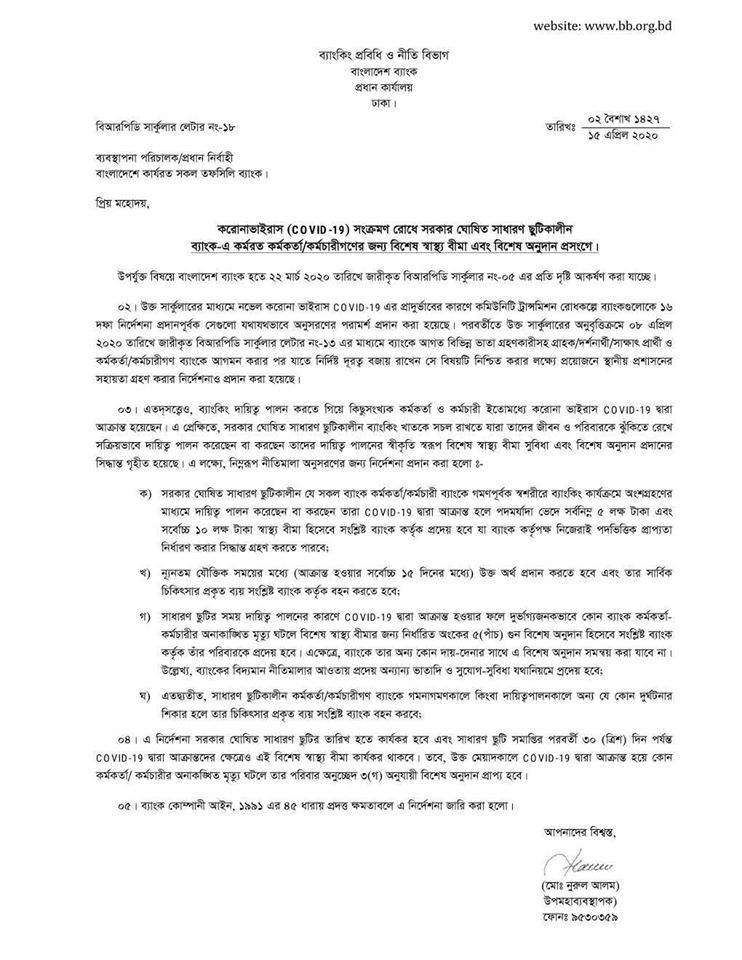 website: www.bb.org.bd
ব্যাংকিং প্রবিধি ও নীতি বিভাগ
বাংলাদেশ ব্যাংক
প্রধান কার্যালয়
ঢাকা।
বিআরপিডি সার্কুলার লেটার নং-১৮
তারিখঃ ০২ বৈশাখ ১৪২৭
১৫ এপ্রিল ২০২০
ব্যবস্থাপনা পরিচালক/প্রধান নির্বাহী
বাংলাদেশে কার্যরত সকল তফসিলি ব্যাংক।
প্রিয় মহোদয়,
করোনাভাইরাস (COVID-19) সংক্রমণ রোধে সরকার ঘোষিত সাধারণ ছুটিকালীন
ব্যাংক-এ কর্মরত কর্মকর্তা/কর্মচারীগণের জন্য বিশেষ স্বাস্থ্য বীমা এবং বিশেষ অনুদান প্রসংগে।
উপর্যুক্ত বিষয়ে বাংলাদেশ ব্যাংক হতে ২২ মার্চ ২০২০ তারিখে জারীকৃত বিআরপিডি সার্কুলার নং-০৫ এর প্রতি দৃষ্টি আকর্ষণ করা যাচ্ছে।
০২। উক্ত সার্কুলারের মাধ্যমে নভেল করোনা ভাইরাস COVID-19 এর প্রাদুর্ভাবের কারণে কমিউনিটি ট্রান্সমিশন রোধকল্পে ব্যাংকগুলোকে ১৬
দফা নির্দেশনা প্রদানপূর্বক সেগুলো যথাযথভাবে অনুসরণের পরামর্শ প্রদান করা হয়েছে। পরবর্তীতে উক্ত সার্কুলারের অনুবৃত্তিক্রমে ০৮ এপ্রিল
২০২০ তারিখে জারীকৃত বিআরপিডি সার্কুলার লেটার নং-১৩ এর মাধ্যমে ব্যাংকে আগত বিভিন্ন ভাতা গ্রহণকারীসহ গ্রাহক/দর্শনার্থী/সাক্ষাৎ প্রার্থী ও
কর্মকর্তা/কর্মচারীগণ ব্যাংকে আগমন করার পর যাতে নির্দিষ্ট দূরত্ব বজায় রাখেন সে বিষয়টি নিশ্চিত করার লক্ষ্যে প্রয়োজনে স্থানীয় প্রশাসনের
সহায়তা গ্রহণ করার নির্দেশনাও প্রদান করা হয়েছে।
০৩। এতদ্‌সত্ত্বেও, ব্যাংকিং দায়িত্ব পালন করতে গিয়ে কিছুসংখ্যক কর্মকর্তা ও কর্মচারী ইতোমধ্যে করোনা ভাইরাস COVID-19 দ্বারা
আক্রান্ত হয়েছেন। এ প্রেক্ষিতে, সরকার ঘোষিত সাধারণ ছুটিকালীন ব্যাংকিং খাতকে সচল রাখতে যারা তাদের জীবন ও পরিবারকে ঝুঁকিতে রেখে
সক্রিয়ভাবে দায়িত্ব পালন করেছেন বা করছেন তাদের দায়িত্ব পালনের স্বীকৃতি স্বরূপ বিশেষ স্বাস্থ্য বীমা সুবিধা এবং বিশেষ অনুদান প্রদানের
সিদ্ধান্ত গৃহীত হয়েছে। এ লক্ষ্যে, নিম্নরূপ নীতিমালা অনুসরণের জন্য নির্দেশনা প্রদান করা হলো ঃ-
ক) সরকার ঘোষিত সাধারণ ছুটিকালীন যে সকল ব্যাংক কর্মকর্তা/কর্মচারী ব্যাংকে গমণপূর্বক স্বশরীরে ব্যাংকিং কার্যক্রমে অংশগ্রহণের
মাধ্যমে দায়িত্ব পালন করেছেন বা করছেন তারা COVID-19 দ্বারা আক্রান্ত হলে পদমর্যাদা ভেদে সর্বনিম্ন ৫ লক্ষ টাকা এবং
সর্বোচ্চ ১০ লক্ষ টাকা স্বাস্থ্য বীমা হিসেবে সংশ্লিষ্ট ব্যাংক কর্তৃক প্রদেয় হবে যা ব্যাংক কর্তৃপক্ষ নিজেরাই পদভিত্তিক প্রাপ্যতা
নির্ধারণ করার সিদ্ধান্ত গ্রহণ করতে পারবে;
খ) ন্যূনতম যৌক্তিক সময়ের মধ্যে (আক্রান্ত হওয়ার সর্বোচ্চ ১৫ দিনের মধ্যে) উক্ত অর্থ প্রদান করতে হবে এবং তার সার্বিক
চিকিৎসার প্রকৃত ব্যয় সংশ্লিষ্ট ব্যাংক কর্তৃক বহন করতে হবে;
গ) সাধারণ ছুটির সময় দায়িত্ব পালনের কারণে COVID-19 দ্বারা আক্রান্ত হওয়ার ফলে দুর্ভাগ্যজনকভাবে কোন ব্যাংক কর্মকর্তা-
কর্মচারীর অনাকাঙ্খিত মৃত্যু ঘটলে বিশেষ স্বাস্থ্য বীমার জন্য নির্ধারিত অংকের ৫(পাঁচ) গুন বিশেষ অনুদান হিসেবে সংশ্লিষ্ট ব্যাংক
কর্তৃক তাঁর পরিবারকে প্রদেয় হবে। এক্ষেত্রে, ব্যাংকে তার অন্য কোন দায়-দেনার সাথে এ বিশেষ অনুদান সমন্বয় করা যাবে না।
উল্লেখ্য, ব্যাংকের বিদ্যমান নীতিমালার আওতায় প্রদেয় অন্যান্য ভাতাদি ও সুযোগ-সুবিধা যথানিয়মে প্রদেয় হবে;
ঘ) এতদ্ব্যতীত, সাধারণ ছুটিকালীন কর্মকর্তা/কর্মচারীগণ ব্যাংকে গমনাগমণকালে কিংবা দায়িত্বপালনকালে অন্য যে কোন দুর্ঘটনার
শিকার হলে তার চিকিৎসার প্রকৃত ব্যয় সংশ্লিষ্ট ব্যাংক বহন করবে;
০৪। এ নির্দেশনা সরকার ঘোষিত সাধারণ ছুটির তারিখ হতে কার্যকর হবে এবং সাধারণ ছুটি সমাপ্তির পরবর্তী ৩০ (ত্রিশ) দিন পর্যন্ত
COVID-19 দ্বারা আক্রান্তদের ক্ষেত্রেও এই বিশেষ স্বাস্থ্য বীমা কার্যকর থাকবে। তবে, উক্ত মেয়াদকালে COVID-19 দ্বারা আক্রান্ত হয়ে কোন
কর্মকর্তা/ কর্মচারীর অনাকঙ্খিত মৃত্যু ঘটলে তার পরিবার অনুচ্ছেদ ৩(গ) অনুযায়ী বিশেষ অনুদান প্রাপ্য হবে।
০৫। ব্যাংক কোম্পানী আইন, ১৯৯১ এর ৪৫ ধারায় প্রদত্ত ক্ষমতাবলে এ নির্দেশনা জারি করা হলো।
আপনাদের বিশ্বস্ত,
(মোঃ নুরুল আলম)
উপমহাব্যবস্থাপক)
ফোনঃ ৯৫৩০৩৫৯